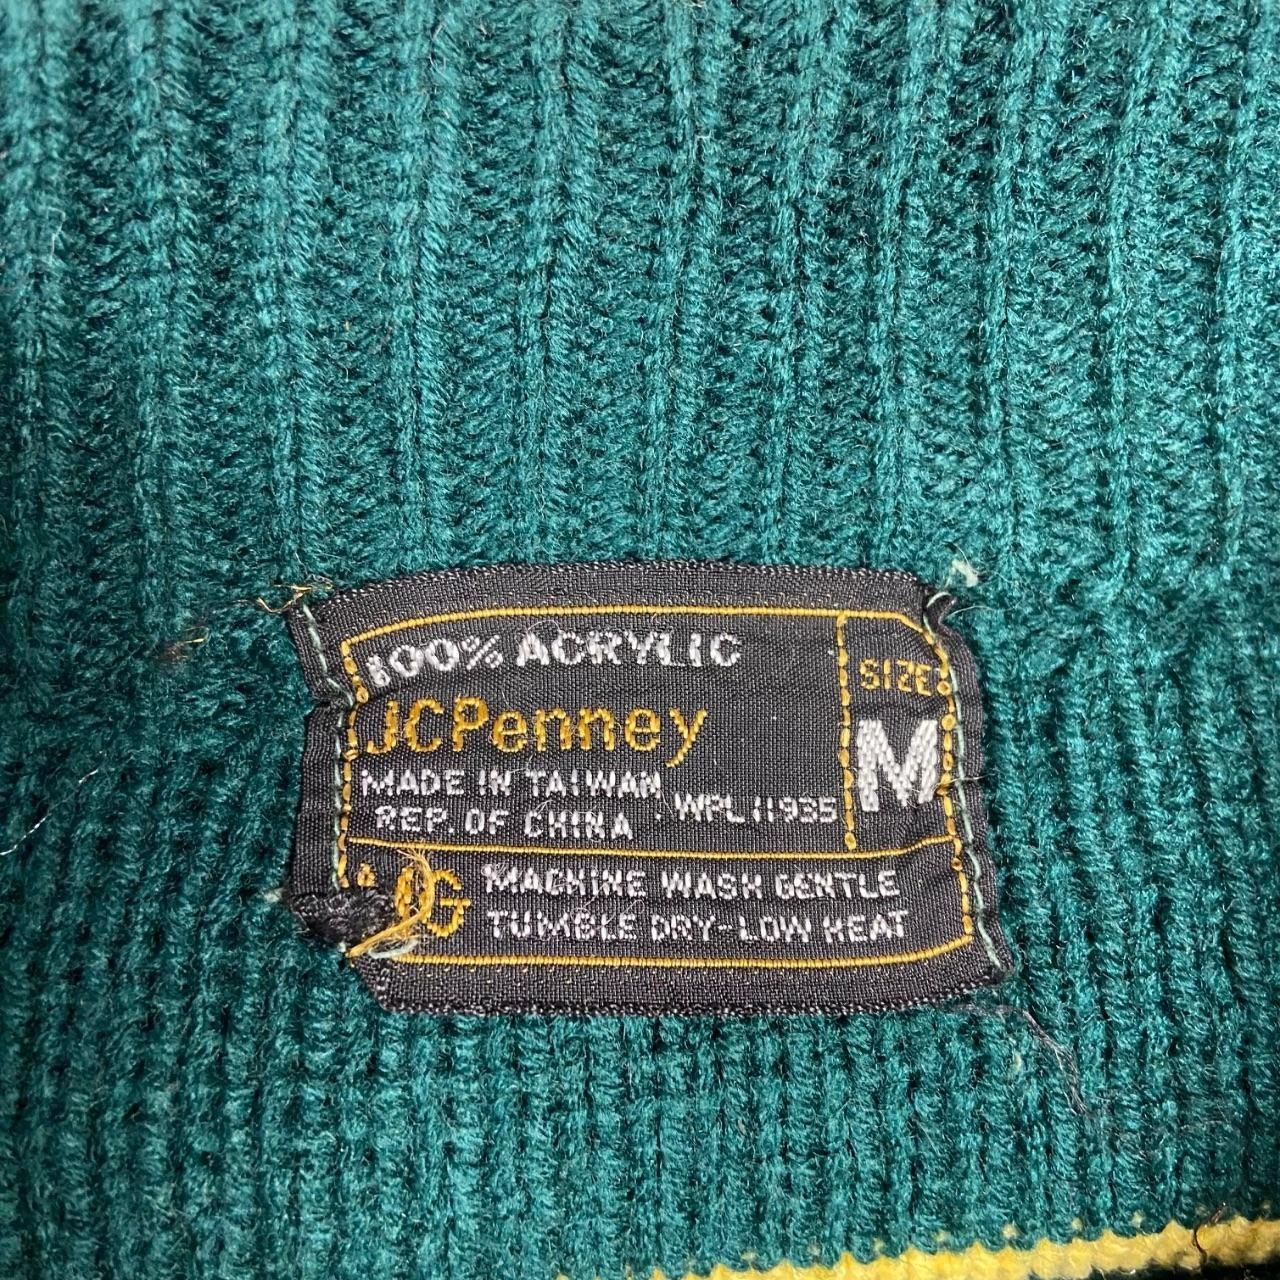 100% ACRYLIC
JCPenney
SIZE
M
MADE IN TAIWAN
REP. OF CHINA
WPL 11935
MACHINE WASH GENTLE
TUMBLE DRY-LOW HEAT